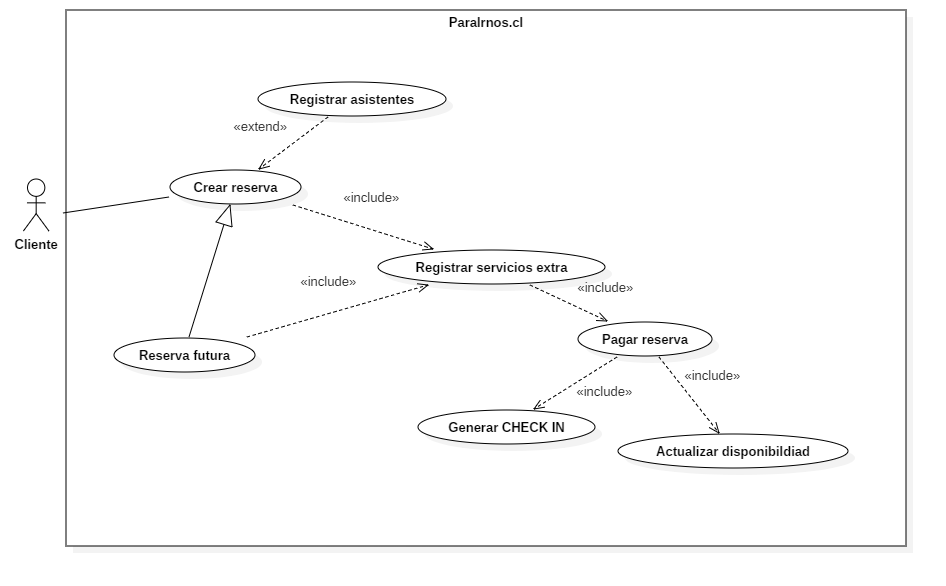 ParaIrnos.cl
Registrar asistentes
«extend»
Crear reserva
«include»
Cliente
Registrar servicios extra
«include»
«include»
Pagar reserva
Reserva futura
«include»
«include»
Generar CHECK IN
Actualizar disponibildiad